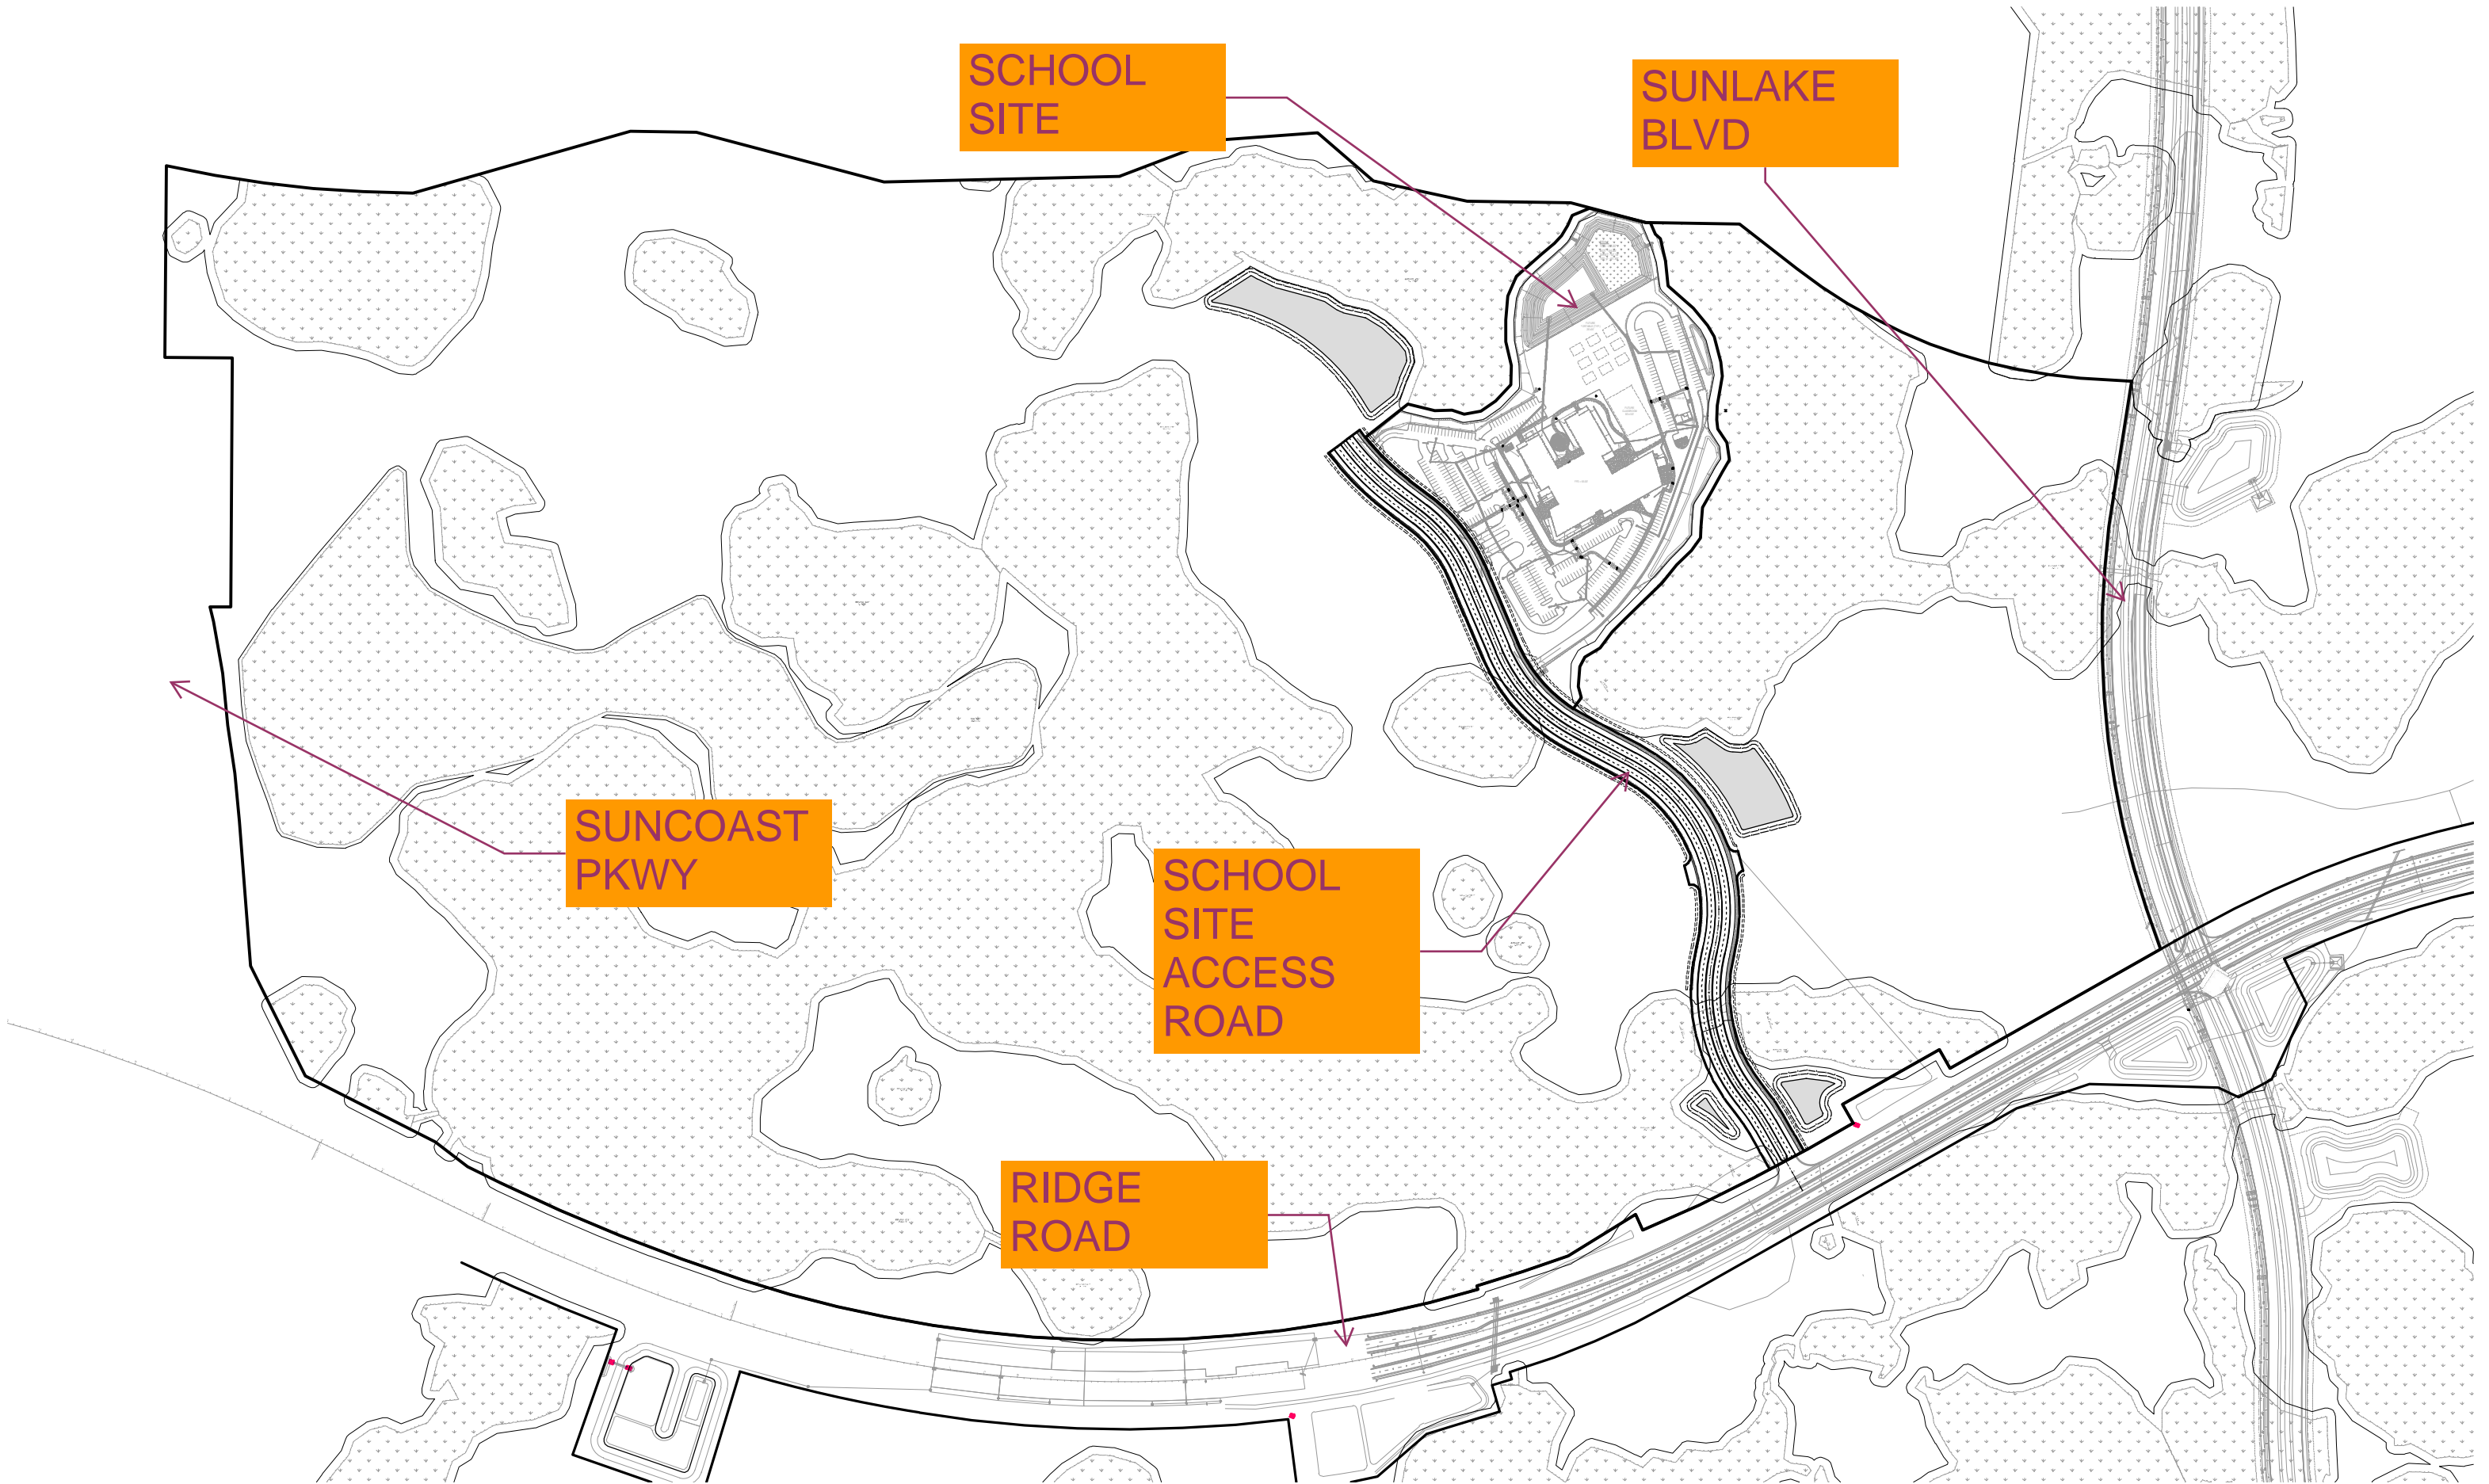 SCHOOL
SITE
SUNLAKE
BLVD
SUNCOAST
PKWY
SCHOOL
SITE
ACCESS
ROAD
RIDGE
ROAD